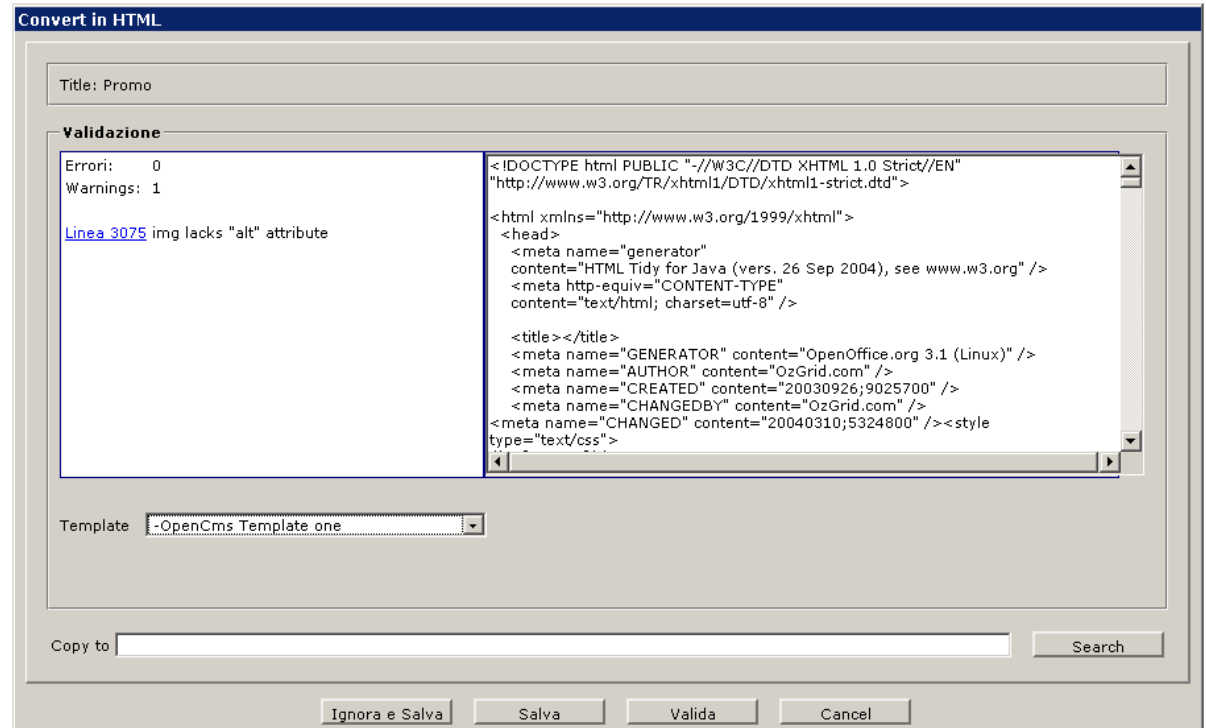 Convert in HTML
Title: Promo
Validazione
Errori: 0
Warnings: 1
Linea 3075 img lacks "alt" attribute
<!DOCTYPE html PUBLIC "-//W3C//DTD XHTML 1.0 Strict//EN"
"http://www.w3.org/TR/xhtml1/DTD/xhtml1-strict.dtd">
<html xmlns="http://www.w3.org/1999/xhtml">
<head>
<meta name="generator"
content="HTML Tidy for Java (vers. 26 Sep 2004), see www.w3.org" />
<meta http-equiv="CONTENT-TYPE"
content="text/html; charset=utf-8" />
<title></title>
<meta name="GENERATOR" content="OpenOffice.org 3.1 (Linux)" />
<meta name="AUTHOR" content="OzGrid.com" />
<meta name="CREATED" content="20030926;9025700" />
<meta name="CHANGEDBY" content="OzGrid.com" />
<meta name="CHANGED" content="20040310;5324800" /><style
type="text/css">
Template -OpenCms Template one
Copy to Search
Ignora e Salva Salva Valida Cancel